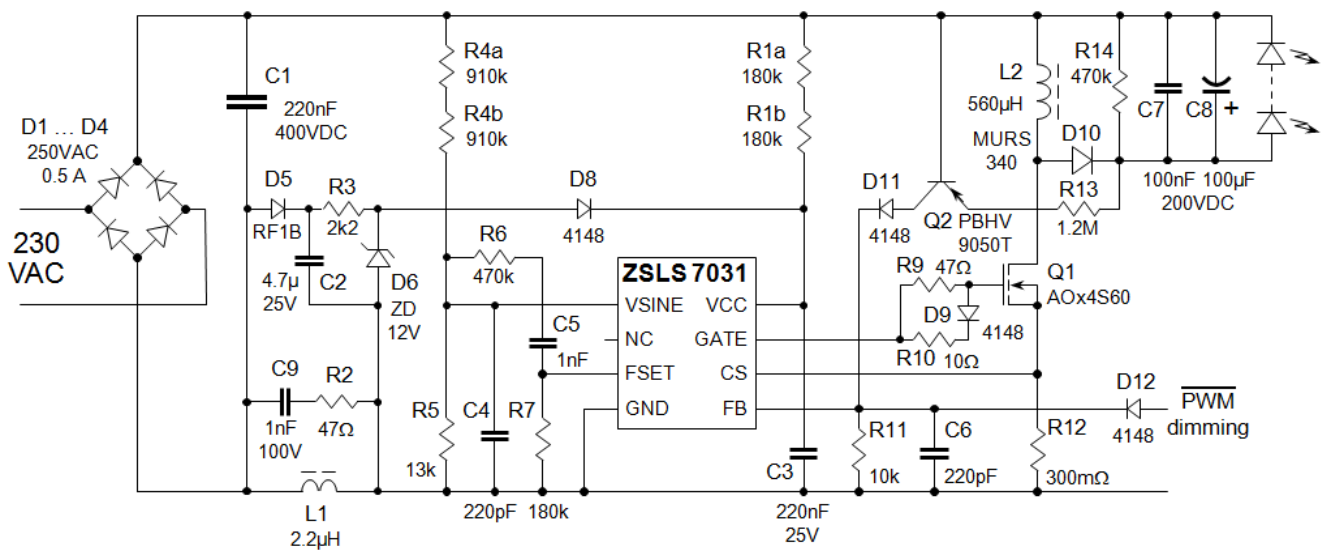 D1 ... D4
250VAC
0.5 A
230
VAC
C1
220nF
400VDC
D5
RF1B
R3
2k2
4.7µ
25V
C2
D6
ZD
12V
C9
1nF
100V
R2
47Ω
L1
2.2µH
R4a
910k
R4b
910k
R6
470k
D8
4148
C5
1nF
R5
13k
C4
220pF
R7
180k
ZSLS 7031
VSINE
VCC
NC
GATE
FSET
CS
GND
FB
R1a
180k
R1b
180k
C3
220nF
25V
D11
4148
Q2
PBHV
9050T
L2
560µH
MURS
340
D10
R14
470k
C7
C8
+
100nF
100µF
200VDC
R13
1.2M
R9
47Ω
D9
4148
R10
10Ω
Q1
AOx4S60
R11
10k
C6
220pF
R12
300mΩ
D12
4148
PWM
dimming